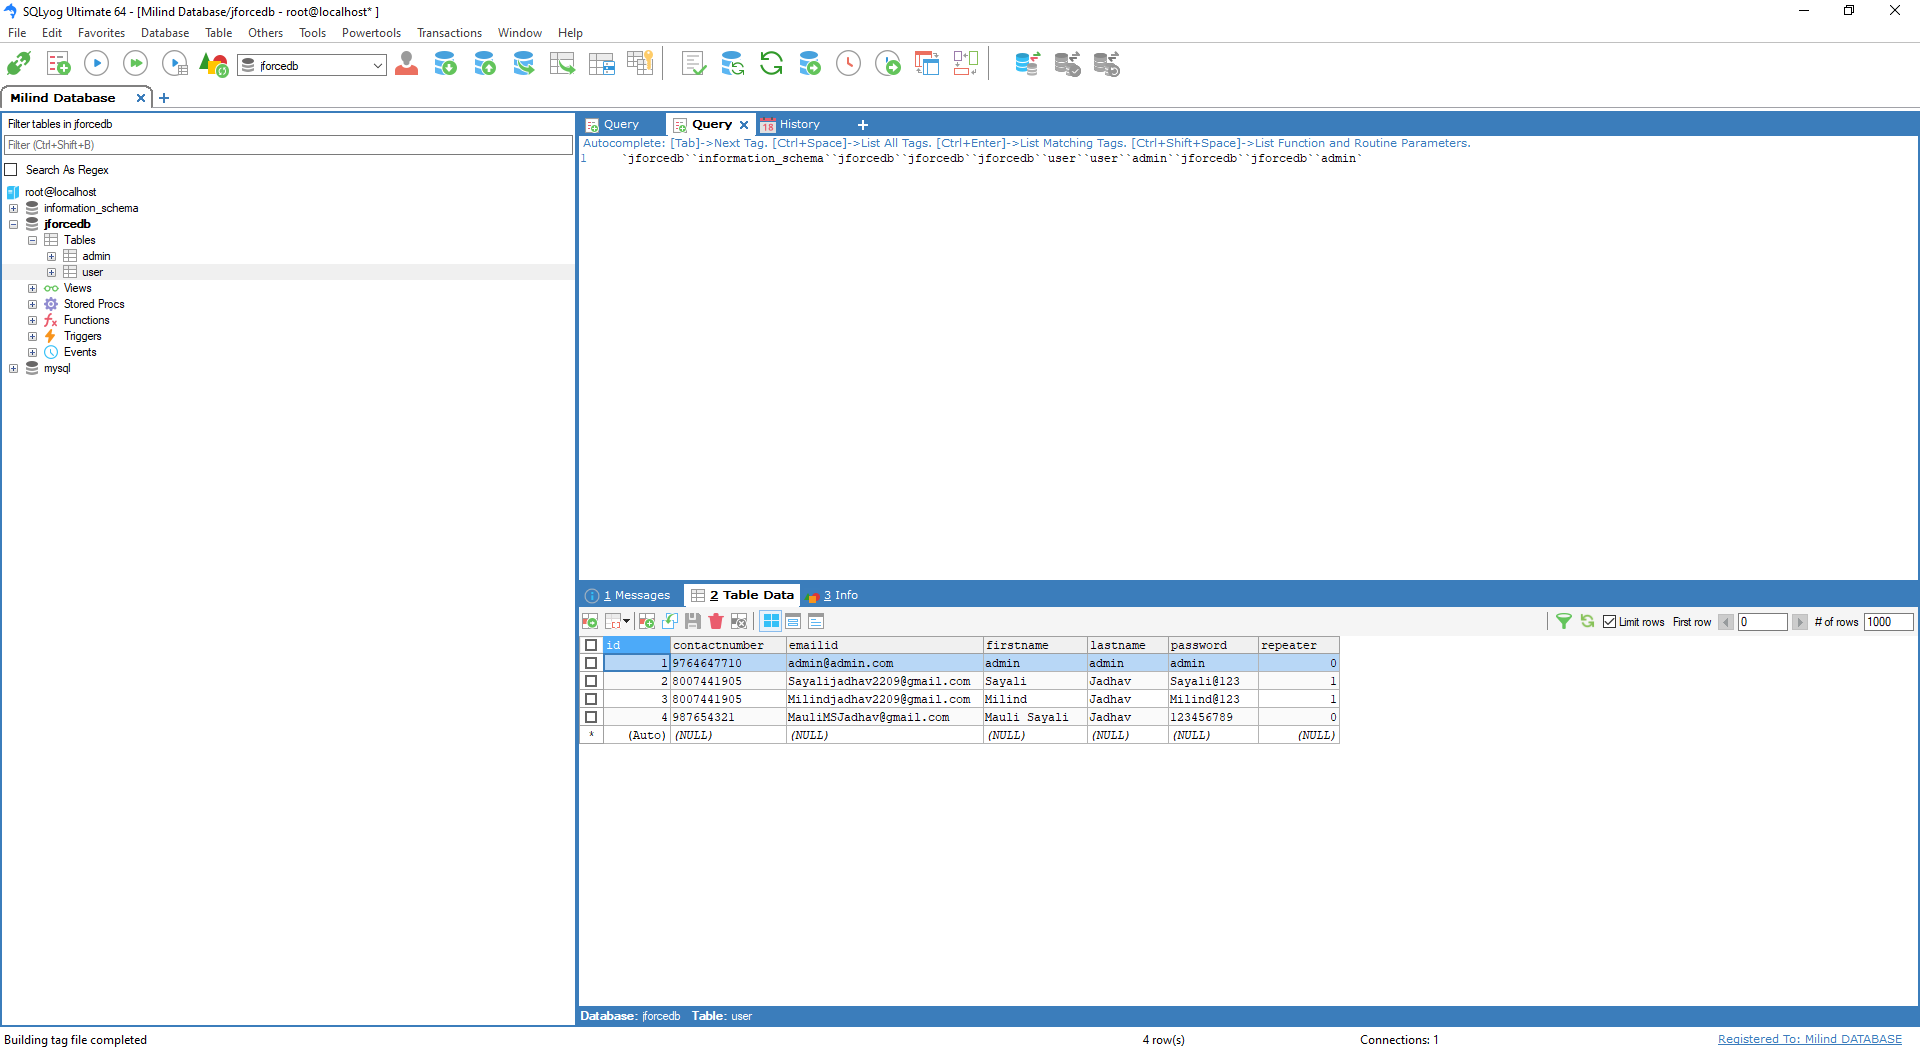 SQLyog Ultimate 64 - [Milind Database/jforcedb - root@localhost* ]
File Edit Favorites Database Table Others Tools Powertools Transactions Window Help
jforcedb
Milind Database
Filter tables in jforcedb
Filter (Ctrl+Shift+B)
Search As Regex
root@localhost
information_schema
jforcedb
Tables
admin
user
Views
Stored Procs
Functions
Triggers
Events
mysql
Query Query 18 History
Autocomplete: [Tab]->Next Tag. [Ctrl+Space]->List All Tags. [Ctrl+Enter]->List Matching Tags. [Ctrl+Shift+Space]->List Function and Routine Parameters.
1 `jforcedb``information_schema``jforcedb``jforcedb``jforcedb``user``user``admin``jforcedb``jforcedb``admin`
1 Messages 2 Table Data 3 Info
Limit rows First row 0 # of rows 1000
id contactnumber emailid firstname lastname password repeater
1 9764647710 admin@admin.com admin admin admin 0
2 8007441905 Sayalijadhav2209@gmail.com Sayali Jadhav Sayali@123 1
3 8007441905 Milindjadhav2209@gmail.com Milind Jadhav Milind@123 1
4 987654321 MauliMSJadhav@gmail.com Mauli Sayali Jadhav 123456789 0
* (Auto) (NULL) (NULL) (NULL) (NULL) (NULL) (NULL)
Database: jforcedb Table: user
Building tag file completed 4 row(s) Connections: 1 Registered To: Milind DATABASE